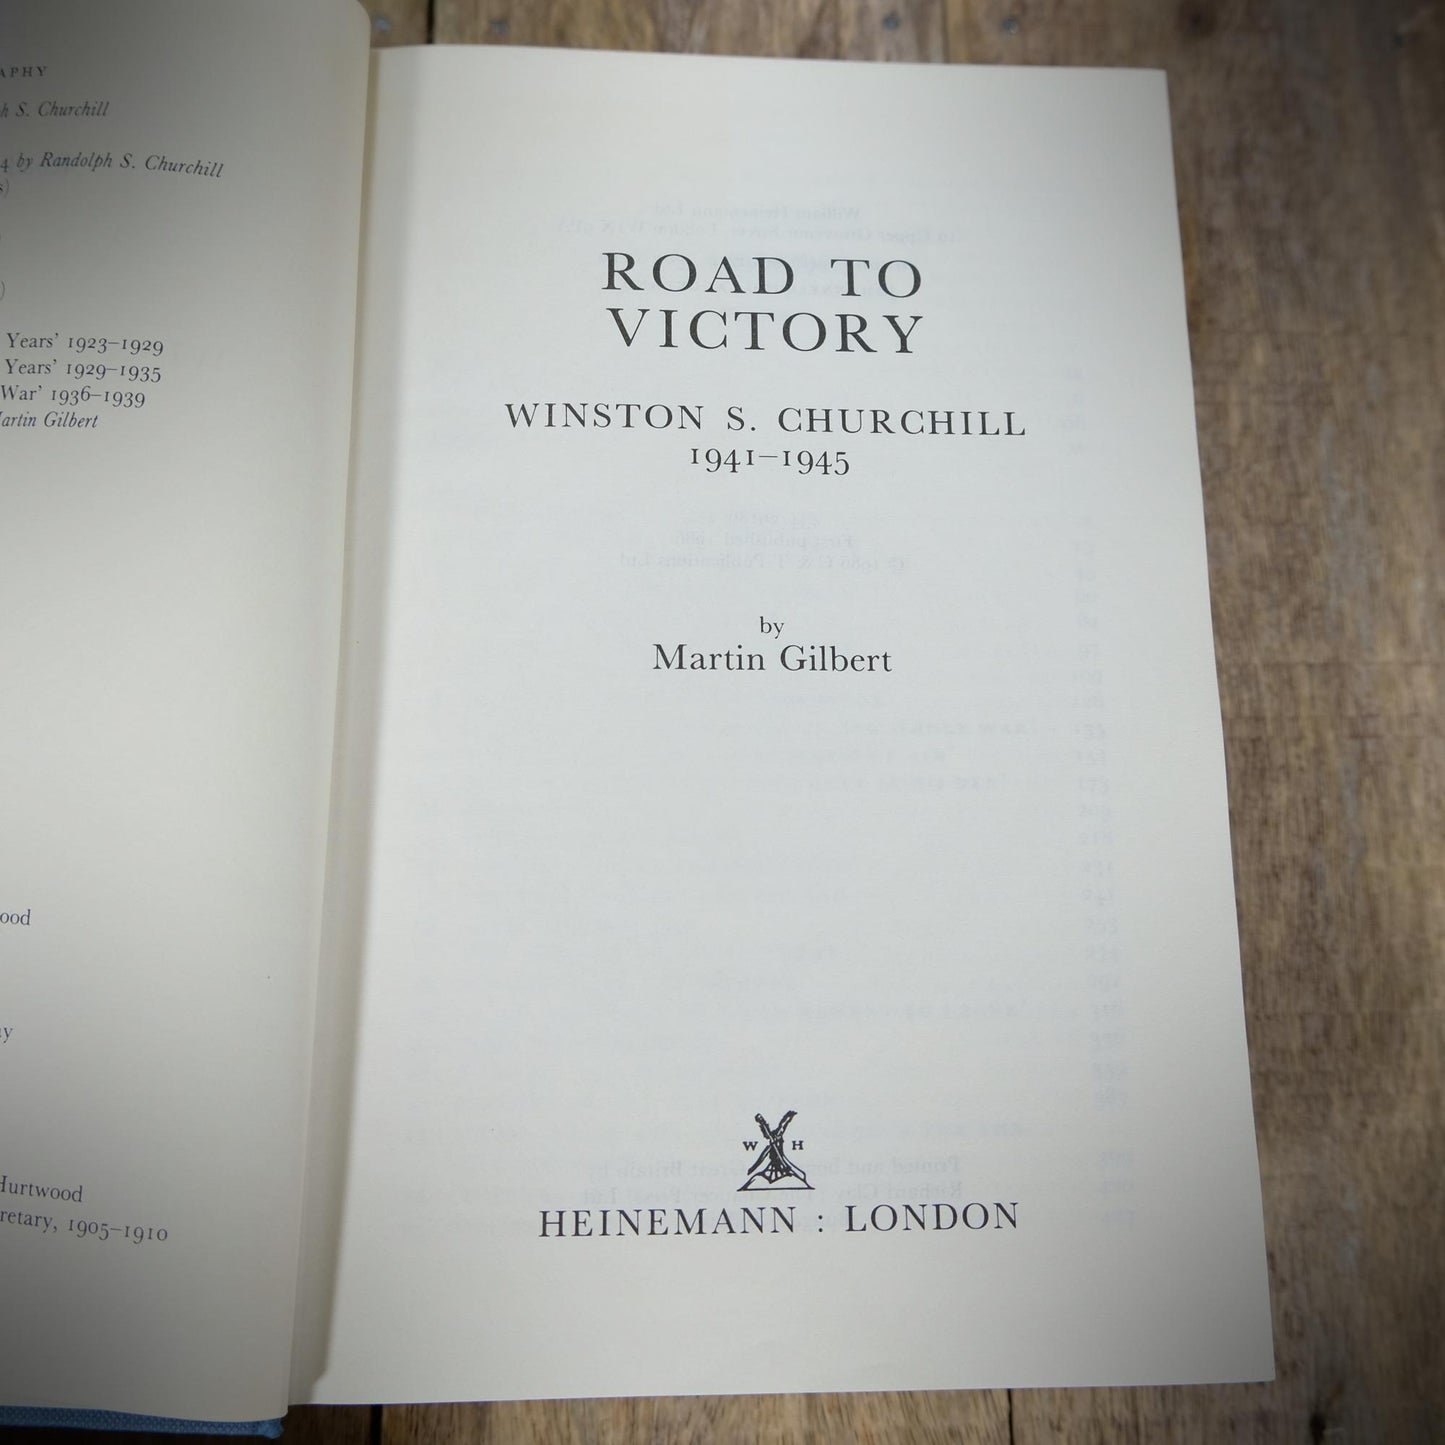 APHY
h S. Churchill
4 by Randolph S. Churchill
s)
)
)
Years' 1923–1929
Years' 1929–1935
War' 1936–1939
artin Gilbert
ood
y
Hurtwood
retary, 1905–1910
ROAD TO
VICTORY
WINSTON S. CHURCHILL
1941–1945
by
Martin Gilbert
W H
HEINEMANN : LONDON